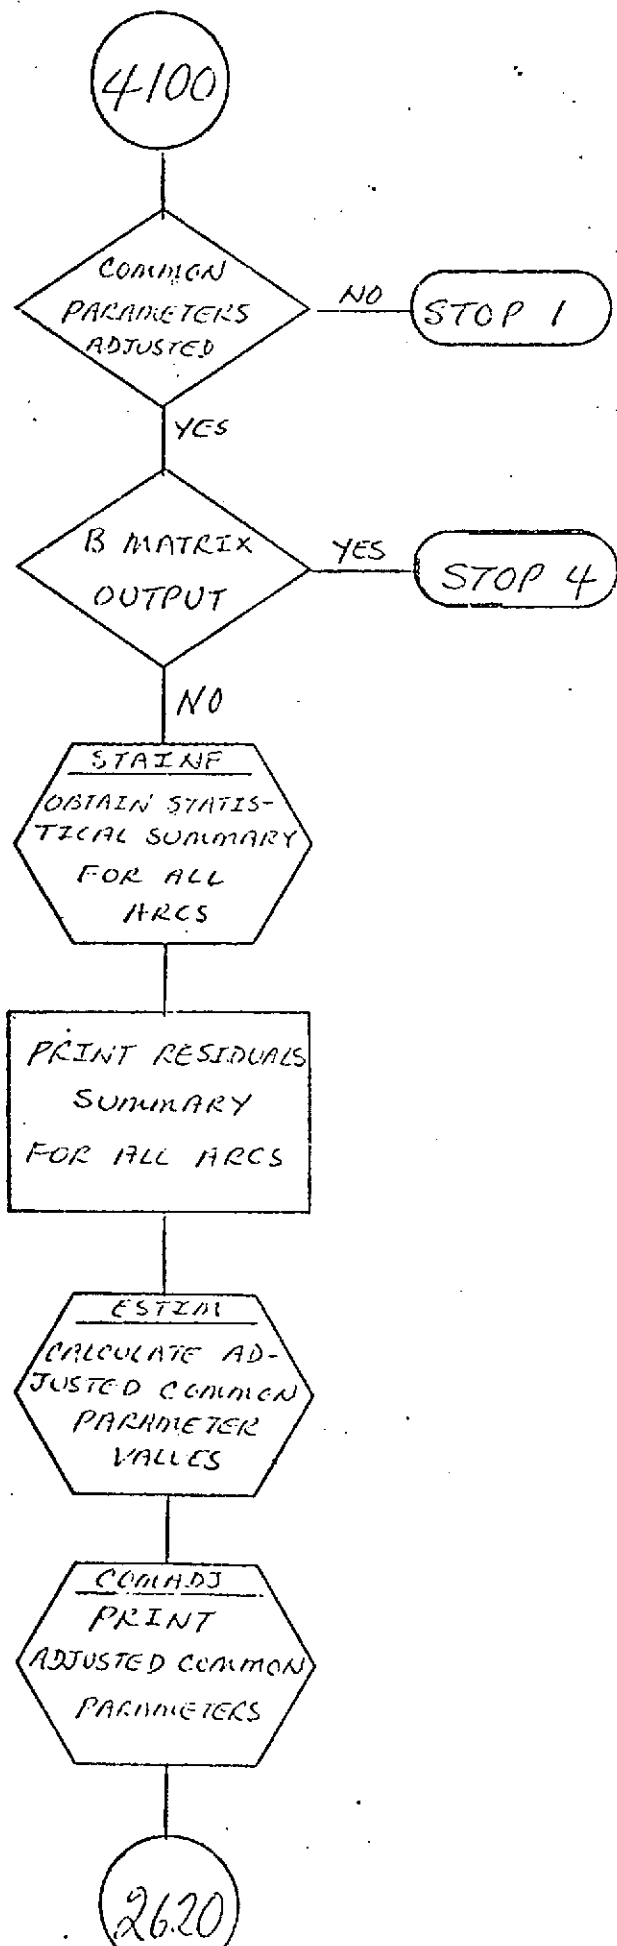 4100
COMMON
PARAMETERS
ADJUSTED
NO
STOP 1
YES
B MATRIX
OUTPUT
YES
STOP 4
NO
STAINF
OBTAIN STATIS-
TICAL SUMMARY
FOR ALL
ARCS
PRINT RESIDUALS
SUMMARY
FOR ALL ARCS
ESTIM
CALCULATE AD-
JUSTED COMMON
PARAMETER
VALUES
COMADJ
PRINT
ADJUSTED COMMON
PARAMETERS
2620